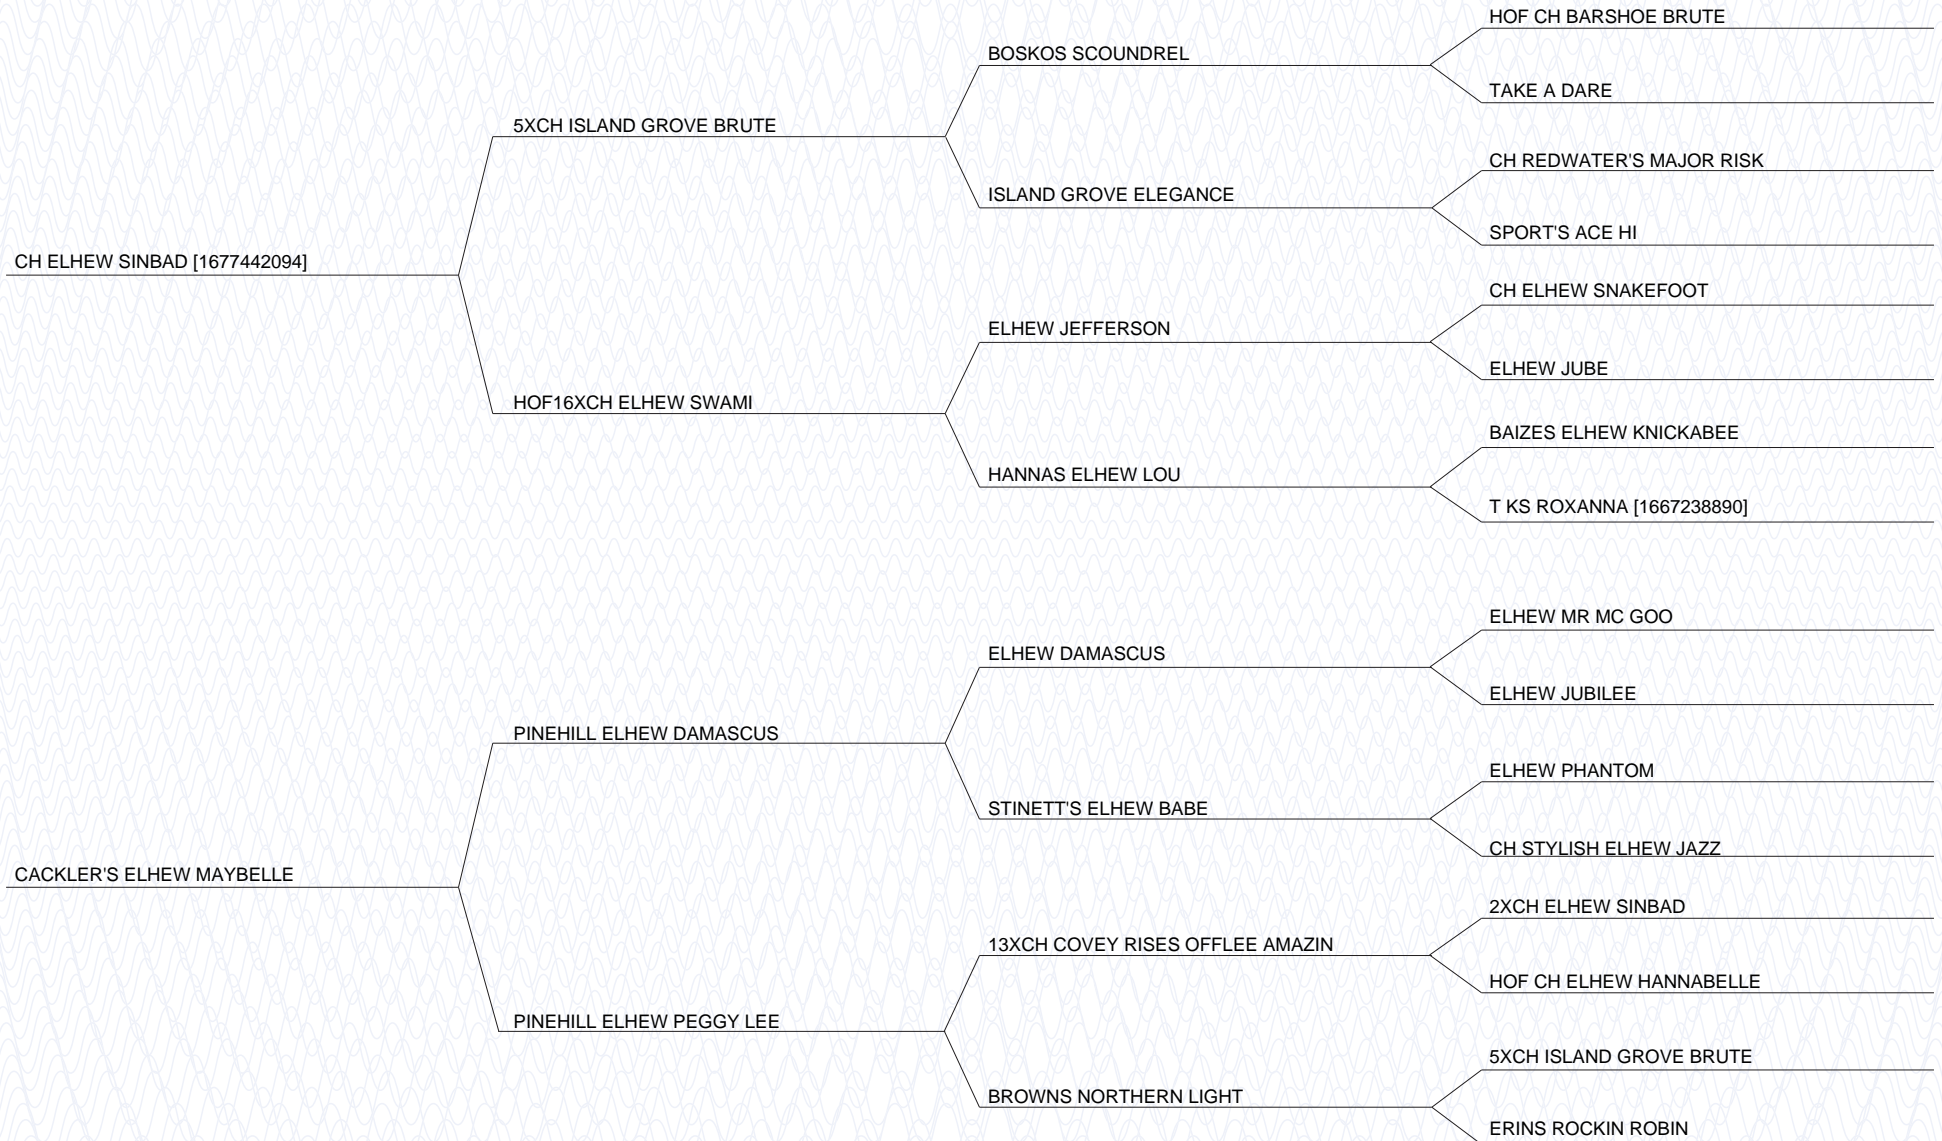 HOF CH BARSHOE BRUTE
BOSKOS SCOUNDREL
TAKE A DARE
5XCH ISLAND GROVE BRUTE
CH REDWATER'S MAJOR RISK
ISLAND GROVE ELEGANCE
SPORT'S ACE HI
CH ELHEW SINBAD [1677442094]
CH ELHEW SNAKEFOOT
ELHEW JEFFERSON
ELHEW JUBE
HOF16XCH ELHEW SWAMI
BAIZES ELHEW KNICKABEE
HANNAS ELHEW LOU
T KS ROXANNA [1667238890]
ELHEW MR MC GOO
ELHEW DAMASCUS
ELHEW JUBILEE
PINEHILL ELHEW DAMASCUS
ELHEW PHANTOM
STINETT'S ELHEW BABE
CH STYLISH ELHEW JAZZ
CACKLER'S ELHEW MAYBELLE
2XCH ELHEW SINBAD
13XCH COVEY RISES OFFLEE AMAZIN
HOF CH ELHEW HANNABELLE
PINEHILL ELHEW PEGGY LEE
5XCH ISLAND GROVE BRUTE
BROWNS NORTHERN LIGHT
ERINS ROCKIN ROBIN